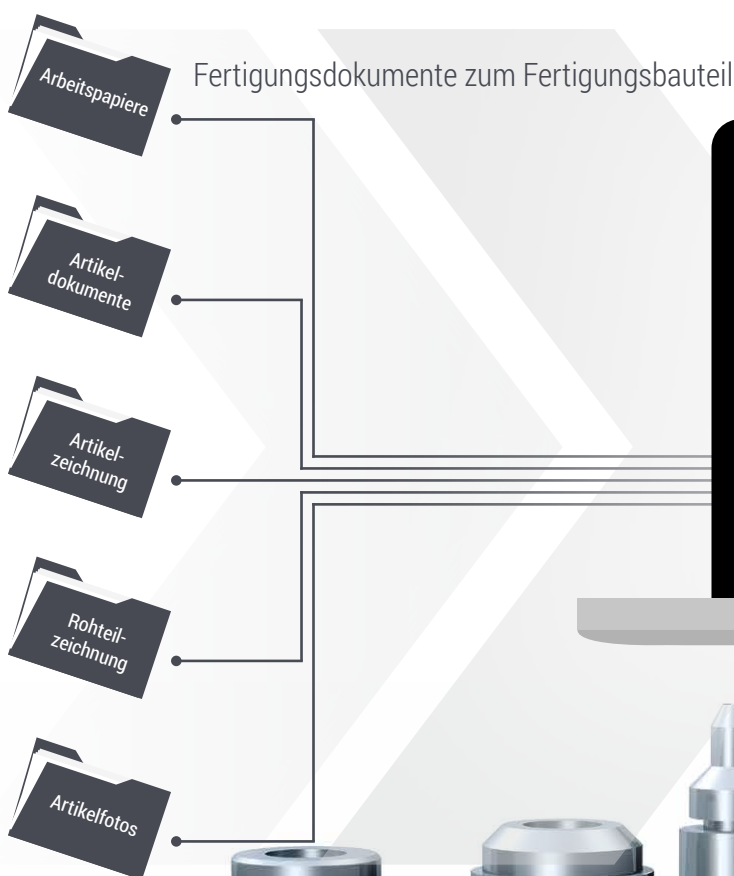 Fertigungsdokumente zum Fertigungsbauteil
Arbeitspapiere
Artikel-
dokumente
Artikel-
zeichnung
Rohteil-
zeichnung
Artikelfotos